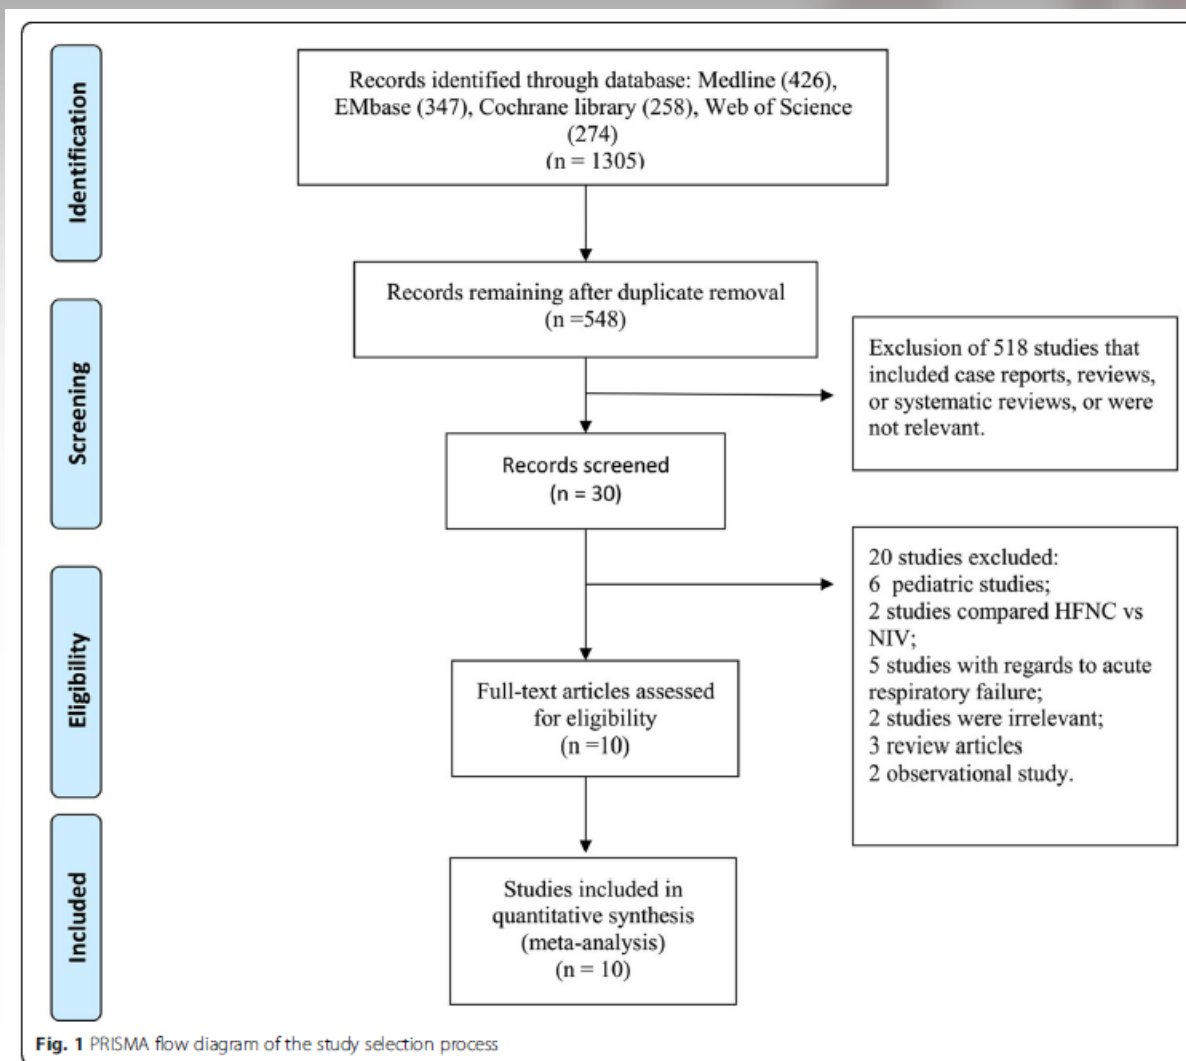 Identification
Records identified through database: Medline (426),
EMbase (347), Cochrane library (258), Web of Science
(274)
(n = 1305)
Records remaining after duplicate removal
(n =548)
Screening
Exclusion of 518 studies that
included case reports, reviews,
or systematic reviews, or were
not relevant.
Records screened
(n = 30)
Eligibility
20 studies excluded:
6 pediatric studies;
2 studies compared HFNC vs
NIV;
5 studies with regards to acute
respiratory failure;
2 studies were irrelevant;
3 review articles
2 observational study.
Full-text articles assessed
for eligibility
(n =10)
Included
Studies included in
quantitative synthesis
(meta-analysis)
(n = 10)
Fig. 1 PRISMA flow diagram of the study selection process